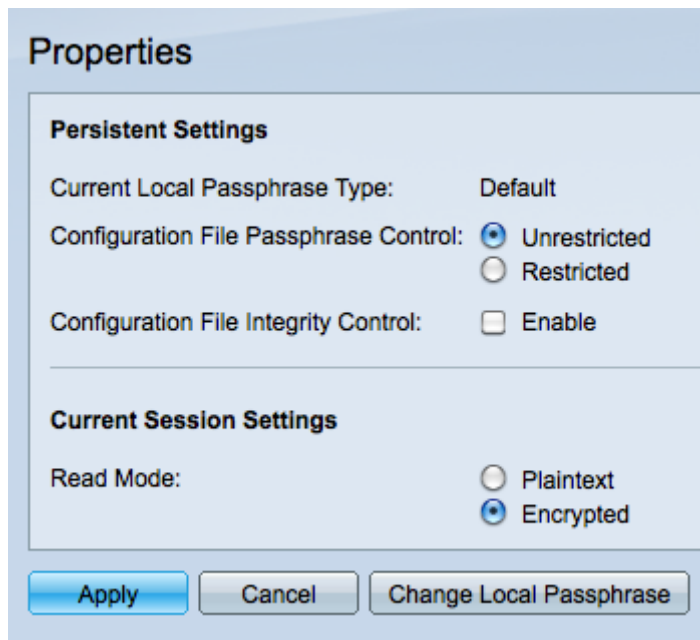 Properties
Persistent Settings
Current Local Passphrase Type: Default
Configuration File Passphrase Control: Unrestricted
Restricted
Configuration File Integrity Control: Enable
Current Session Settings
Read Mode: Plaintext
Encrypted
Apply Cancel Change Local Passphrase